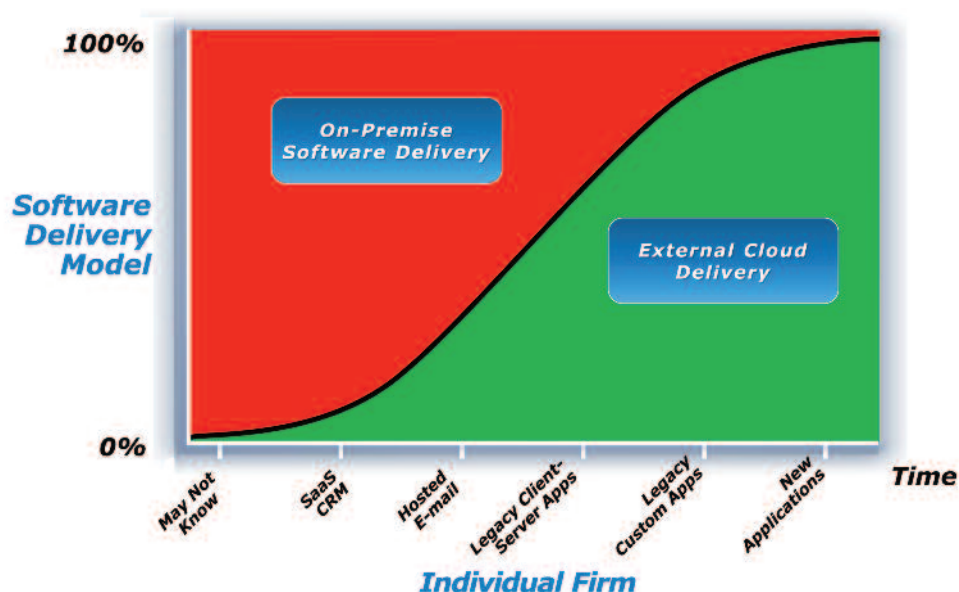 100%
On-Premise
Software Delivery
Software
Delivery
Model
External Cloud
Delivery
0%
Time
May Not
Know
SaaS
CRM
Hosted
E-mail
Legacy Client-
Server Apps
Legacy
Custom Apps
New
Applications
Individual Firm